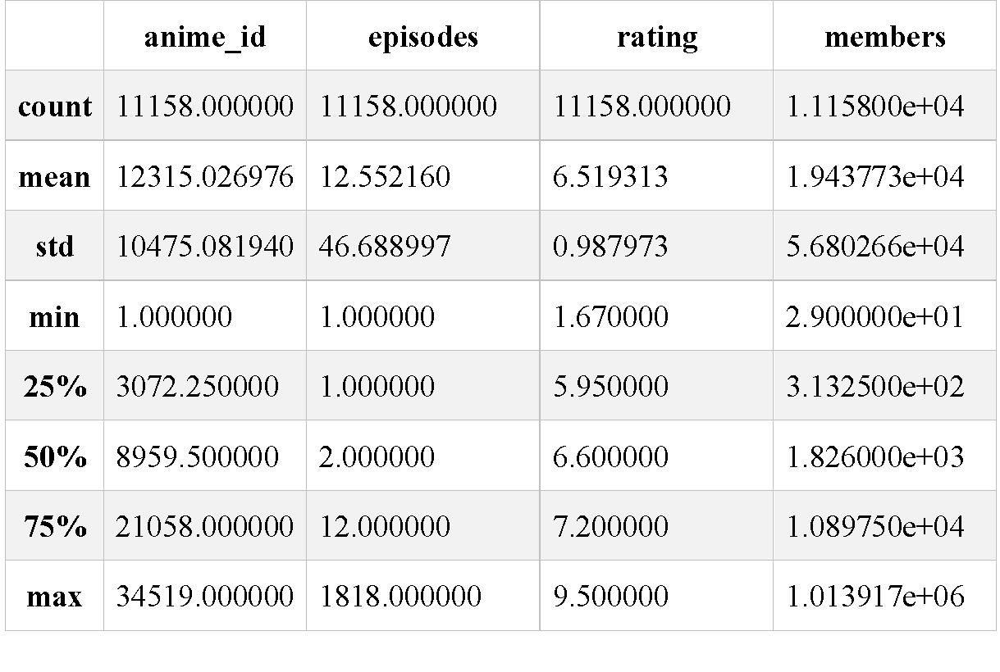 anime_id episodes rating members
count 11158.000000 11158.000000 11158.000000 1.115800e+04
mean 12315.026976 12.552160 6.519313 1.943773e+04
std 10475.081940 46.688997 0.987973 5.680266e+04
min 1.000000 1.000000 1.670000 2.900000e+01
25% 3072.250000 1.000000 5.950000 3.132500e+02
50% 8959.500000 2.000000 6.600000 1.826000e+03
75% 21058.000000 12.000000 7.200000 1.089750e+04
max 34519.000000 1818.000000 9.500000 1.013917e+06